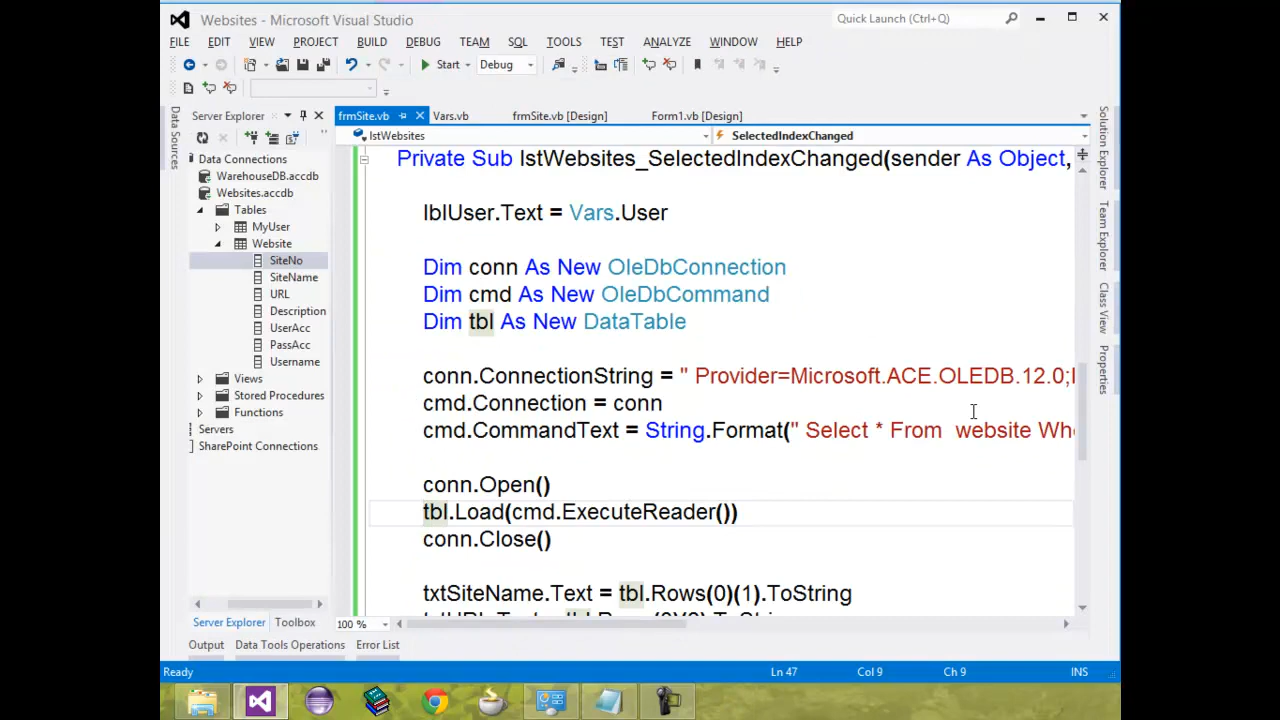 Websites - Microsoft Visual Studio
Quick Launch (Ctrl+Q)
FILE EDIT VIEW PROJECT BUILD DEBUG TEAM SQL TOOLS TEST ANALYZE WINDOW HELP
Start Debug
Data Sources
Server Explorer
frmSite.vb Vars.vb frmSite.vb [Design] Form1.vb [Design]
lstWebsites SelectedIndexChanged
Data Connections
WarehouseDB.accdb
Websites.accdb
Tables
MyUser
Website
SiteNo
SiteName
URL
Description
UserAcc
PassAcc
Username
Views
Stored Procedures
Functions
Servers
SharePoint Connections
Private Sub lstWebsites_SelectedIndexChanged(sender As Object,
lblUser.Text = Vars.User
Dim conn As New OleDbConnection
Dim cmd As New OleDbCommand
Dim tbl As New DataTable
conn.ConnectionString = " Provider=Microsoft.ACE.OLEDB.12.0;
cmd.Connection = conn
cmd.CommandText = String.Format(" Select * From  website Whe
conn.Open()
tbl.Load(cmd.ExecuteReader())
conn.Close()
txtSiteName.Text = tbl.Rows(0)(1).ToString
Solution Explorer
Team Explorer
Class View
Properties
Server Explorer Toolbox
100 %
Output Data Tools Operations Error List
Ready Ln 47 Col 9 Ch 9 INS